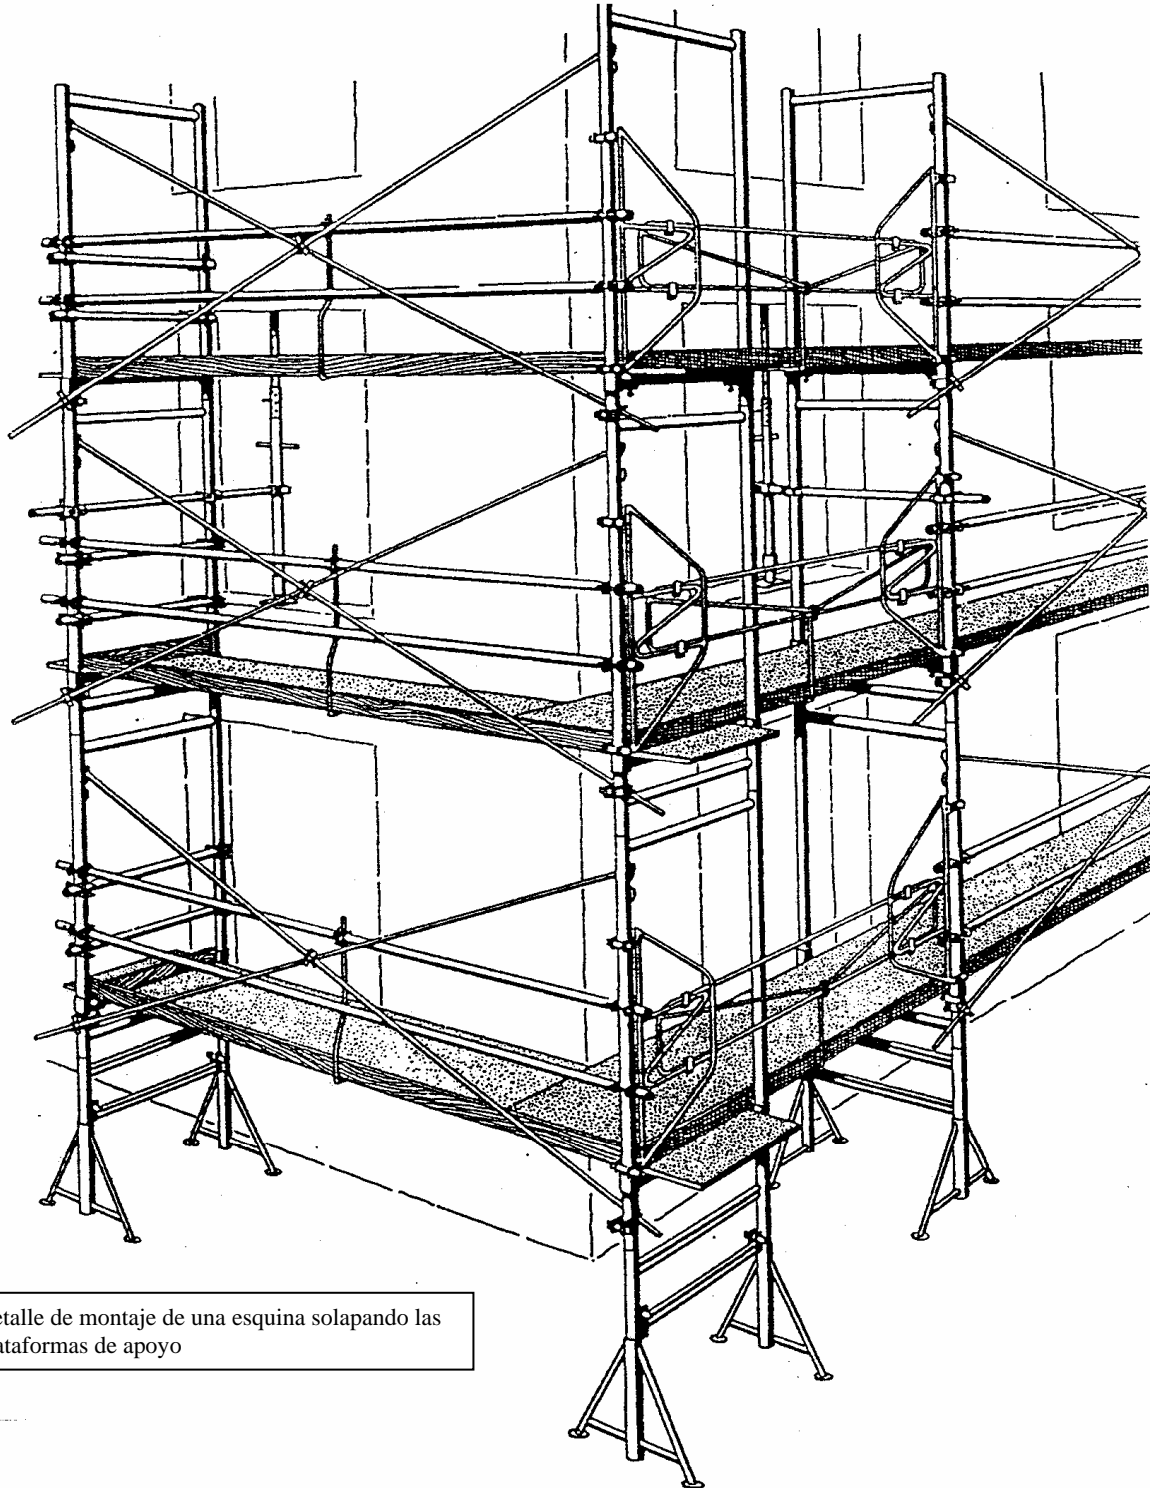 etalle de montaje de una esquina solapando las
ataformas de apoyo